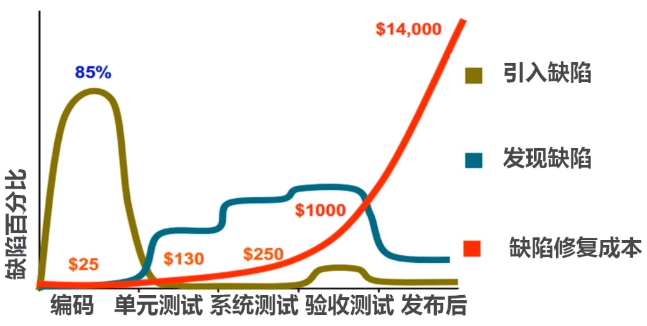 $14,000
85%
引入缺陷
发现缺陷
缺陷百分比
$1000
$25
$130
$250
缺陷修复成本
编码 单元测试 系统测试 验收测试 发布后